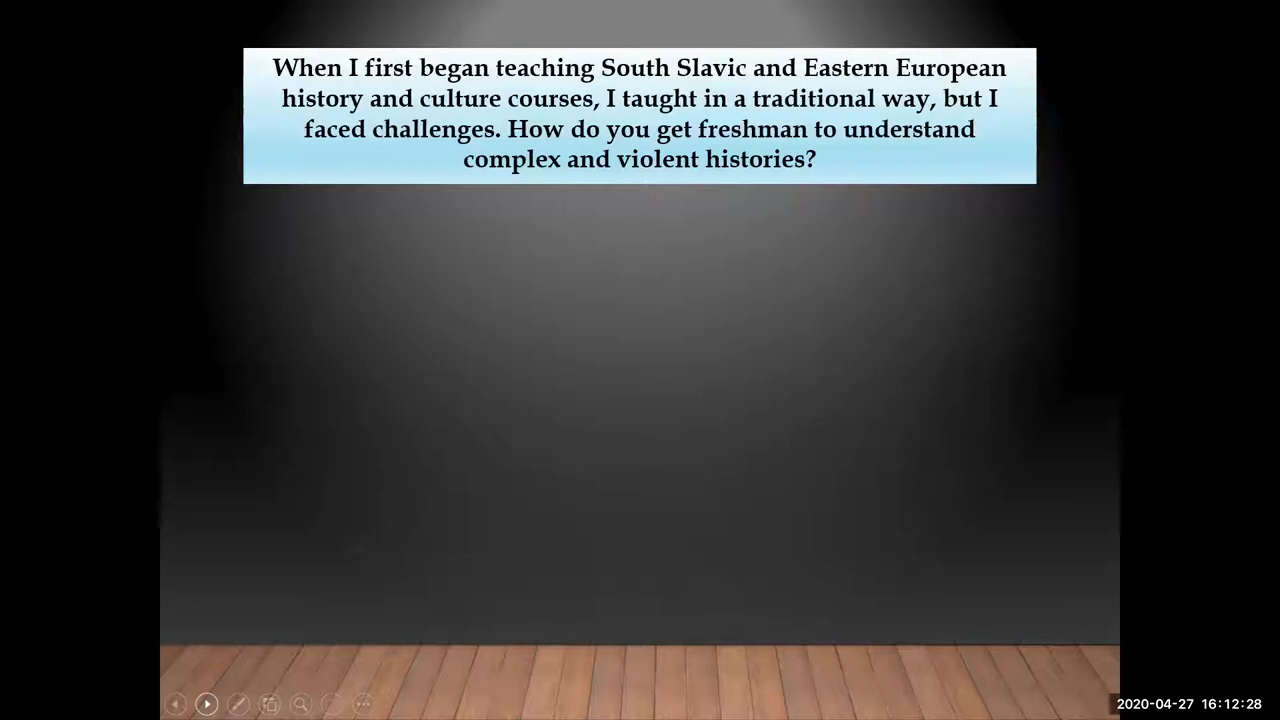 When I first began teaching South Slavic and Eastern European
history and culture courses, I taught in a traditional way, but I
faced challenges. How do you get freshman to understand
complex and violent histories?
2020-04-27 16:12:28